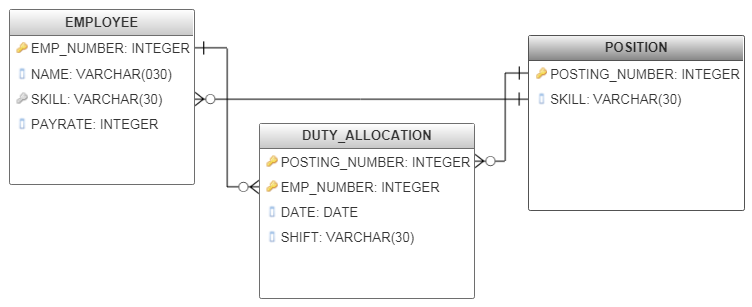 EMPLOYEE
EMP_NUMBER: INTEGER
NAME: VARCHAR(030)
SKILL: VARCHAR(30)
PAYRATE: INTEGER
POSITION
POSTING_NUMBER: INTEGER
SKILL: VARCHAR(30)
DUTY_ALLOCATION
POSTING_NUMBER: INTEGER
EMP_NUMBER: INTEGER
DATE: DATE
SHIFT: VARCHAR(30)